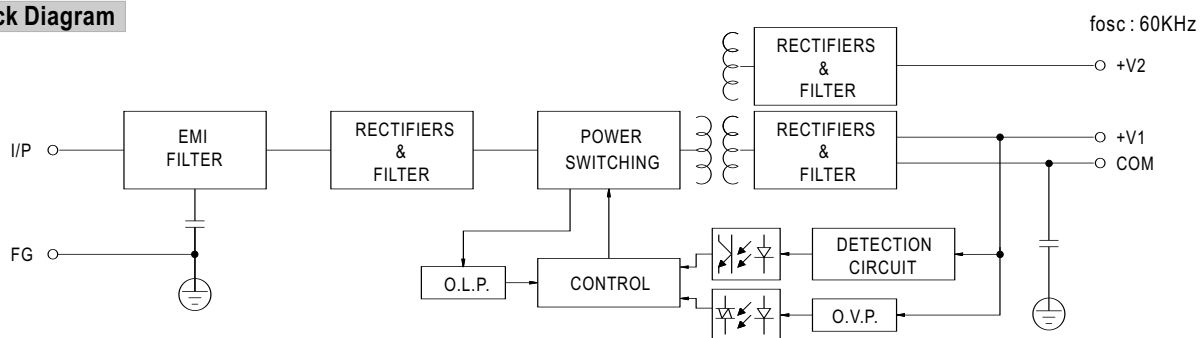 ck Diagram
fosc : 60KHz
RECTIFIERS
&
FILTER
+V2
I/P
EMI
FILTER
RECTIFIERS
&
FILTER
POWER
SWITCHING
RECTIFIERS
&
FILTER
+V1
COM
FG
O.L.P.
CONTROL
DETECTION
CIRCUIT
O.V.P.